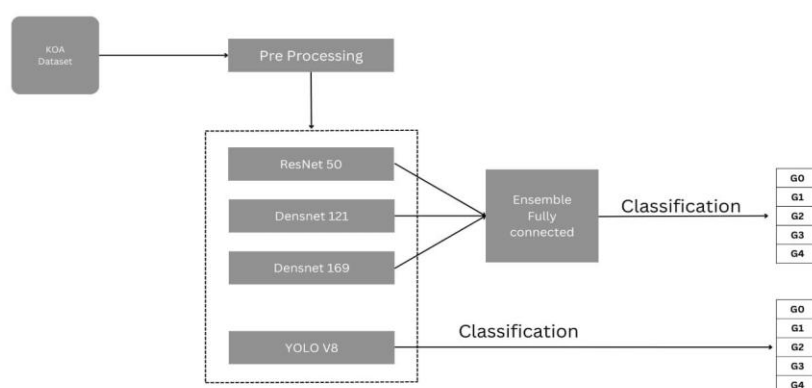 KOA
Dataset
Pre Processing
ResNet 50
Densnet 121
Densnet 169
YOLO V8
Ensemble
Fully
connected
Classification
G0
G1
G2
G3
G4
Classification
G0
G1
G2
G3
G4